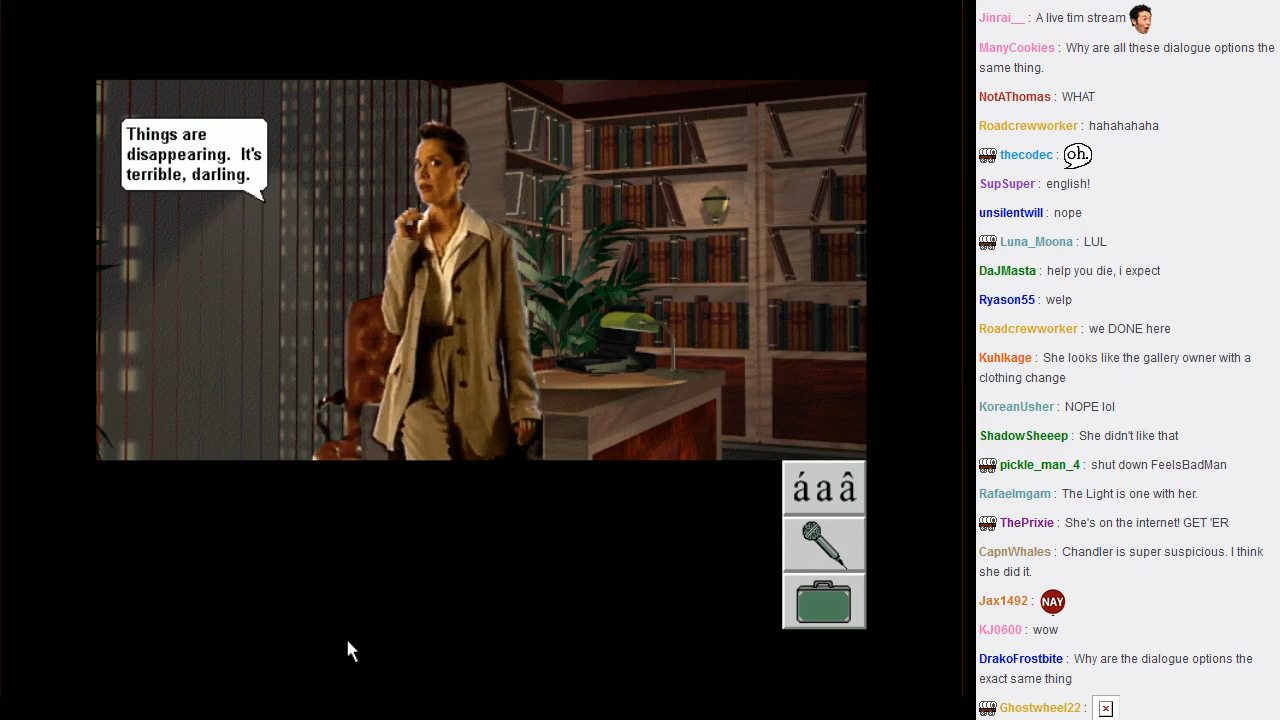 Things are
disappearing.  It's
terrible, darling.
á a â
Jinrai__ : A live tim stream
ManyCookies : Why are all these dialogue options the
same thing.
NotAThomas : WHAT
Roadcrewworker : hahahahaha
thecodec : oh.
SupSuper : english!
unsilentwill : nope
Luna_Moona : LUL
DaJMasta : help you die, i expect
Ryason55 : welp
Roadcrewworker : we DONE here
Kuhlkage : She looks like the gallery owner with a
clothing change
KoreanUsher : NOPE lol
ShadowSheeep : She didn't like that
pickle_man_4 : shut down FeelsBadMan
Rafaelmgam : The Light is one with her.
ThePrixie : She's on the internet! GET 'ER
CapnWhales : Chandler is super suspicious. I think
she did it.
Jax1492 : NAY
KJ0600 : wow
DrakoFrostbite : Why are the dialogue options the
exact same thing
Ghostwheel22 :